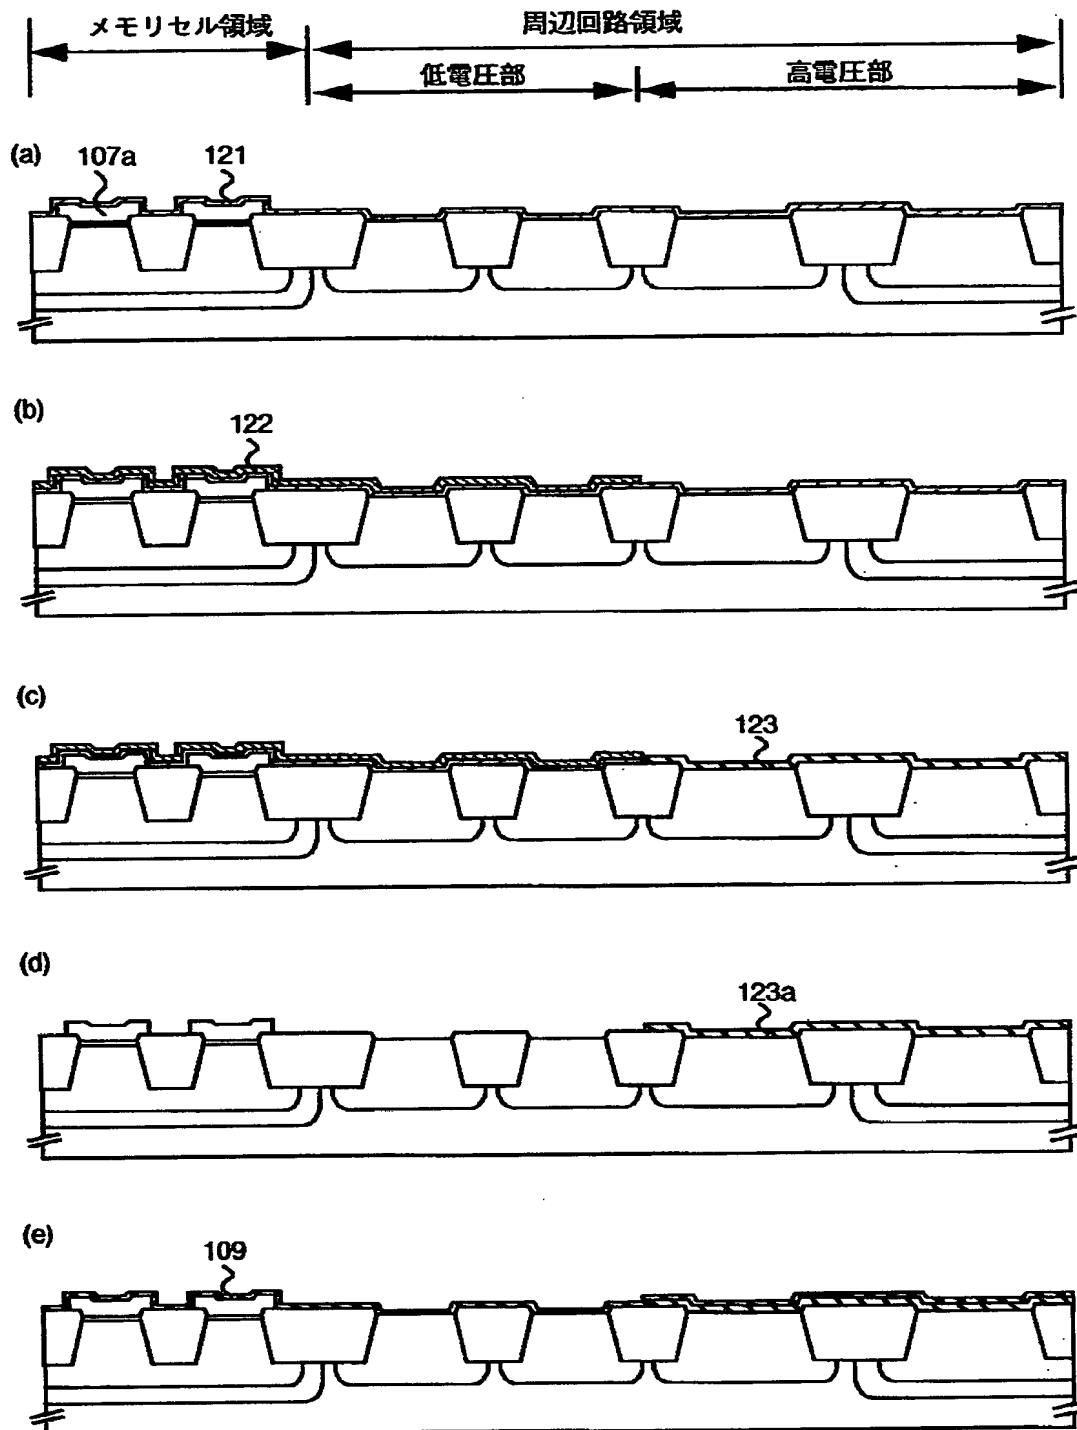 メモリセル領域
周辺回路領域
低電圧部
高電圧部
(a)
107a
121
(b)
122
(c)
123
(d)
123a
(e)
109